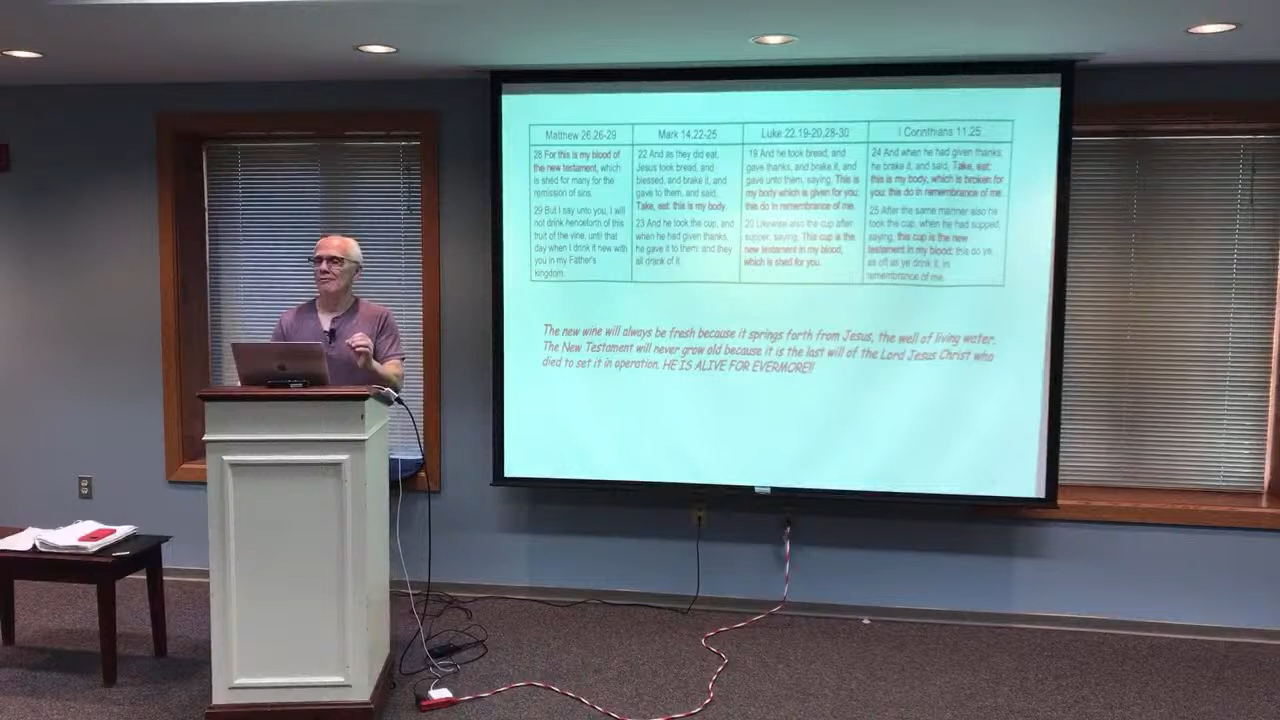 Matthew 26.26-29
28 For this is my blood of
the new testament, which
is shed for many for the
remission of sins.
29 But I say unto you, I will
not drink henceforth of this
fruit of the vine, until that
day when I drink it new with
you in my Father's
kingdom.
Mark 14.22-25
22 And as they did eat,
Jesus took bread, and
blessed, and brake it, and
gave to them, and said,
Take, eat: this is my body.
23 And he took the cup, and
when he had given thanks,
he gave it to them: and they
all drank of it.
Luke 22.19-20,28-30
19 And he took bread, and
gave thanks, and brake it, and
gave unto them, saying, This is
my body which is given for you:
this do in remembrance of me.
20 Likewise also the cup after
supper, saying, This cup is the
new testament in my blood,
which is shed for you.
I Corinthians 11.25
24 And when he had given thanks,
he brake it, and said, Take, eat:
this is my body, which is broken for
you: this do in remembrance of me.
25 After the same manner also he
took the cup, when he had supped,
saying, this cup is the new
testament in my blood: this do ye,
as oft as ye drink it, in
remembrance of me.
The new wine will always be fresh because it springs forth from Jesus, the well of living water.
The New Testament will never grow old because it is the last will of the Lord Jesus Christ who
died to set it in operation. HE IS ALIVE FOR EVERMORE!!